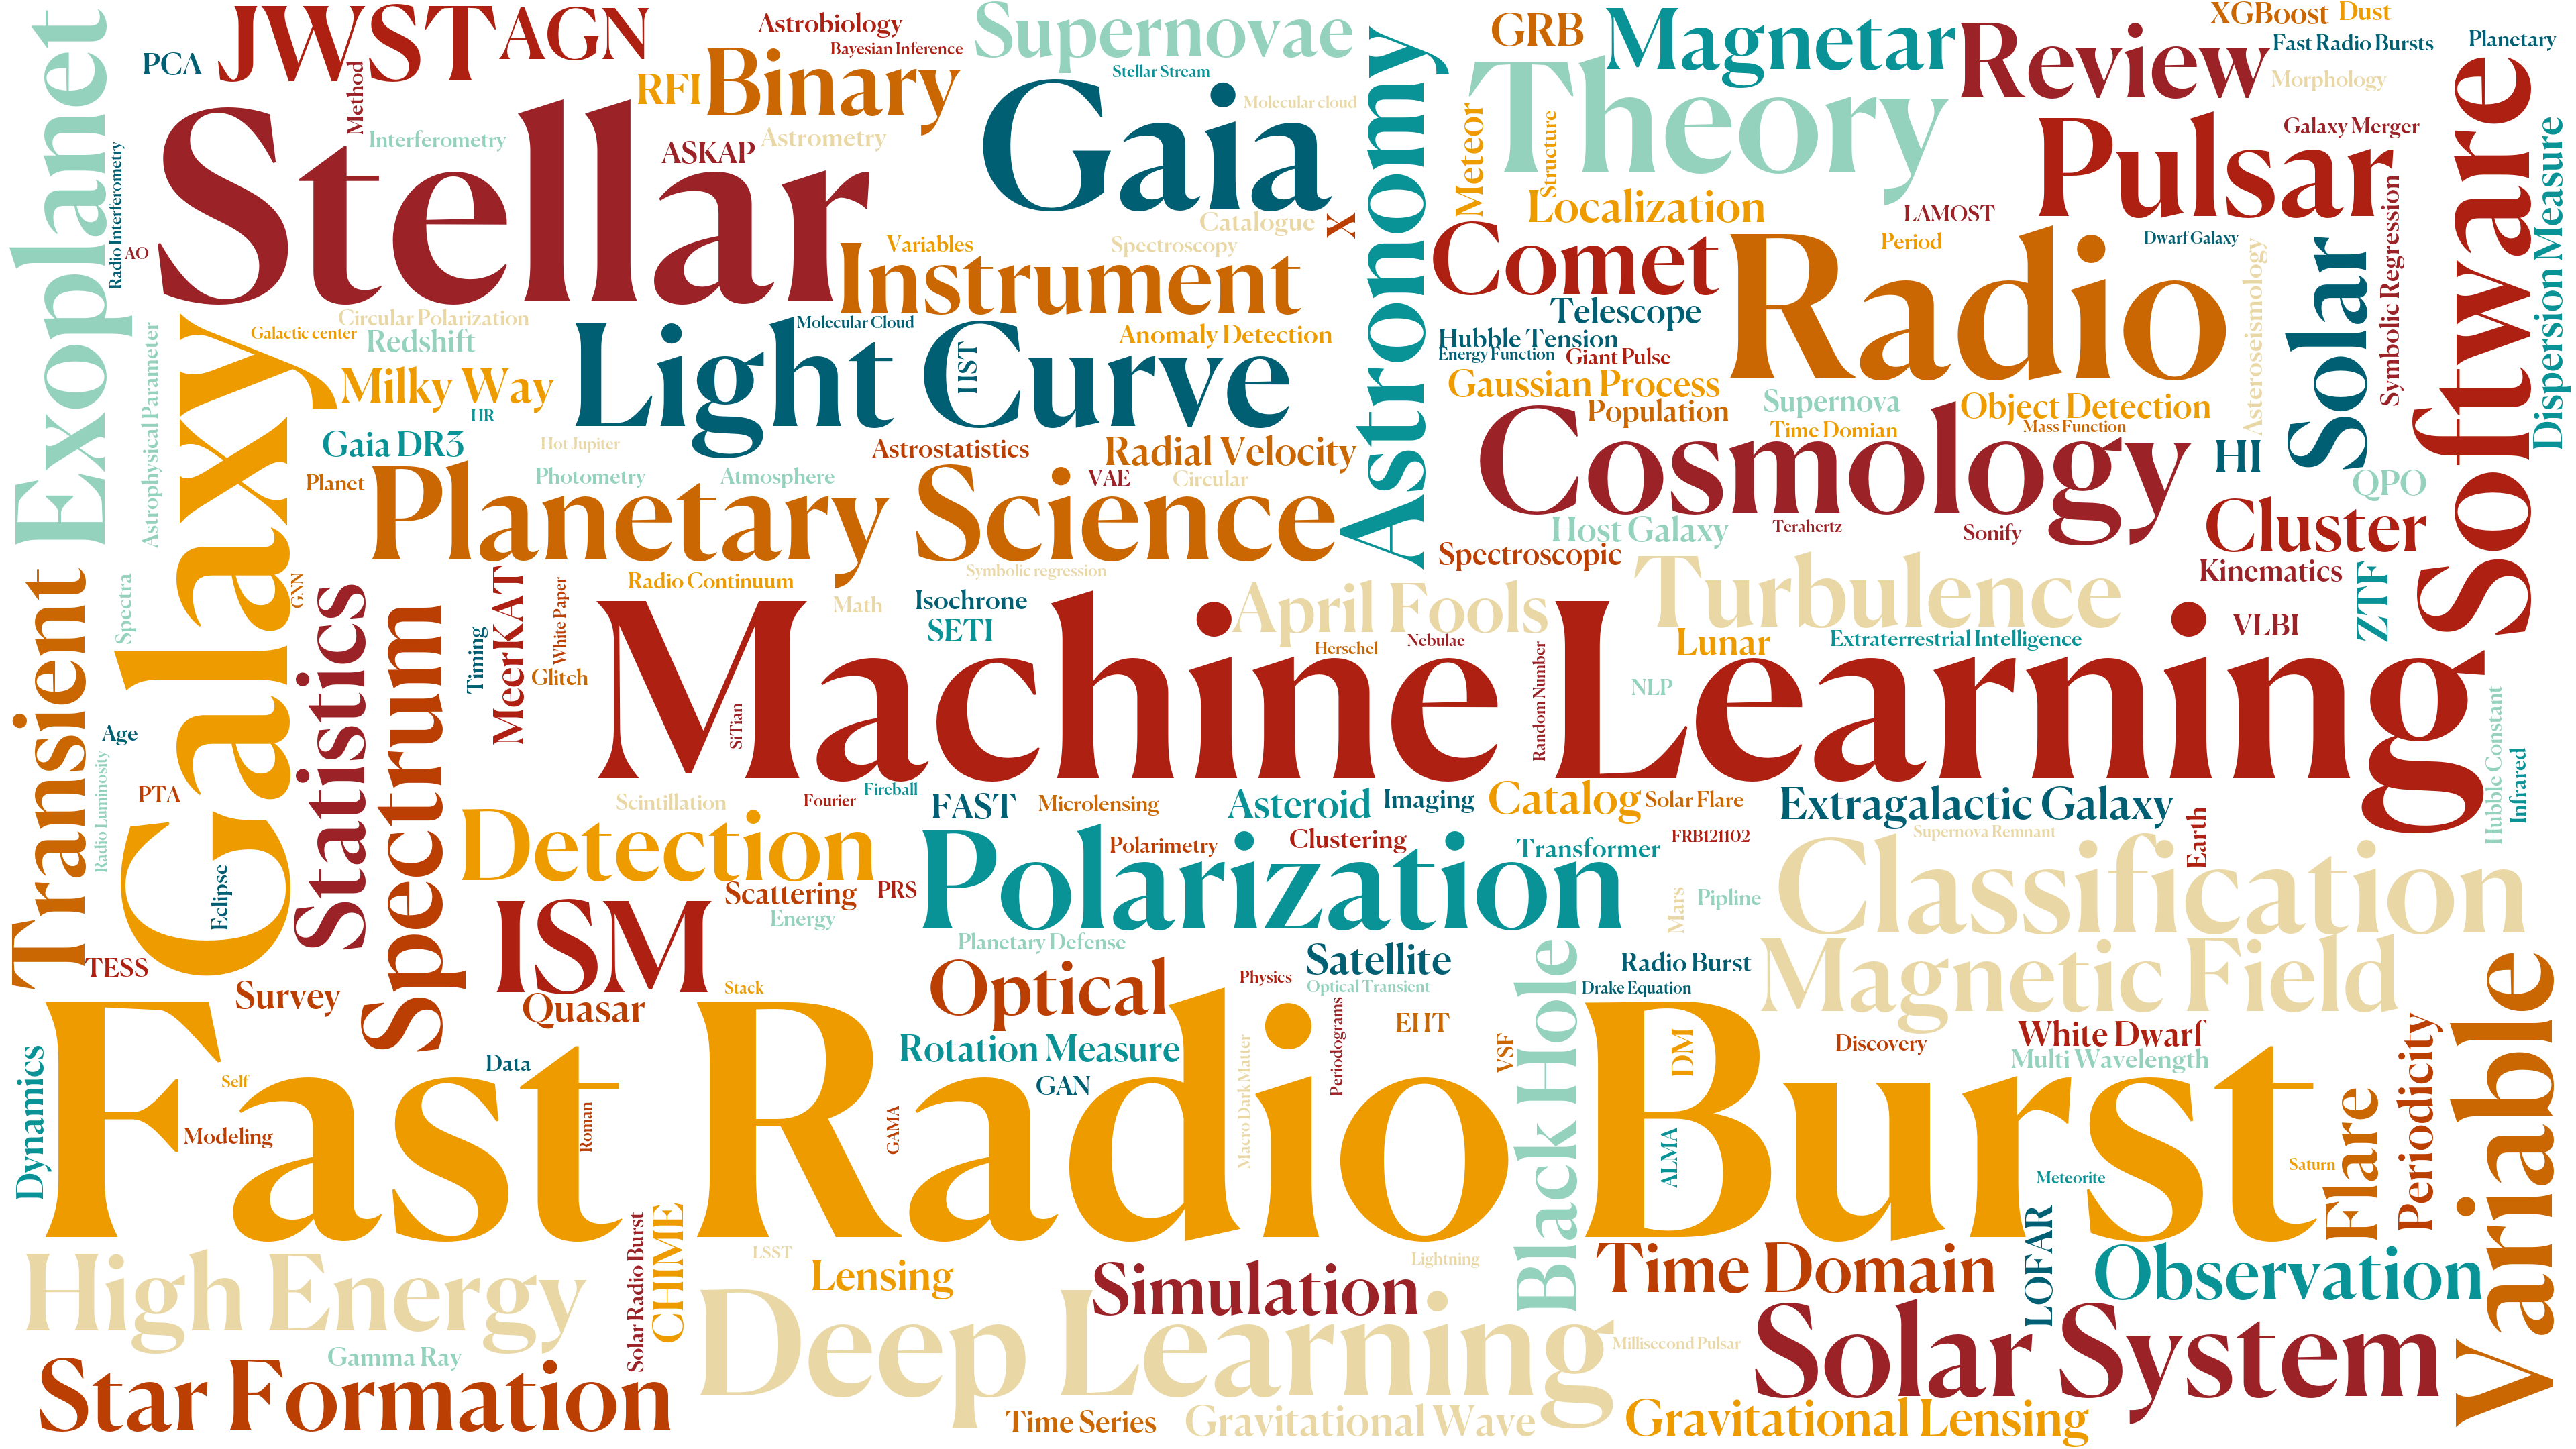 Exoplanet
PCA
JWST
AGN
Method
Astrobiology
Bayesian Inference
RFI
Binary
Supernovae
Stellar Stream
Gaia
Molecular cloud
Astronomy
GRB
Magnetar
Theory
Review
XGBoost
Dust
Fast Radio Bursts
Planetary
Morphology
Software
Stellar
Interferometry
Radio Interferometry
AO
ASKAP
Astrometry
Catalogue
X
Variables
Spectroscopy
Instrument
Meteor
Structure
Localization
Pulsar
Galaxy Merger
LAMOST
Period
Dwarf Galaxy
Symbolic Regression
Dispersion Measure
Comet
Radio
Asteroseismology
Solar
Telescope
Hubble Tension
Energy Function
Giant Pulse
Gaussian Process
Population
Supernova
Time Domian
Object Detection
Mass Function
Circular Polarization
Galactic center
Redshift
Milky Way
HR
Astrophysical Parameter
Galaxy
Molecular Cloud
Light Curve
HST
Anomaly Detection
Gaia DR3
Hot Jupiter
Astrostatistics
Radial Velocity
Planet
Photometry
Atmosphere
VAE
Circular
Planetary Science
Cosmology
HI
QPO
Host Galaxy
Terahertz
Sonify
Cluster
Spectroscopic
Kinematics
ZTF
Transient
Spectra
GNN
Statistics
Spectrum
MeerKAT
White Paper
Timing
Glitch
Radio Continuum
Symbolic regression
Math
Isochrone
SETI
April Fools
Turbulence
Herschel
Nebulae
Lunar
Extraterrestrial Intelligence
VLBI
NLP
Random Number
SiTian
Machine Learning
Hubble Constant
Infrared
Age
PTA
Radio Luminosity
Eclipse
TESS
Scintillation
Fourier
Fireball
FAST
Microlensing
Asteroid
Imaging
Catalog
Solar Flare
Extragalactic Galaxy
Earth
Detection
Polarimetry
Clustering
Transformer
FRB121102
Supernova Remnant
Polarization
Classification
Scattering
PRS
Energy
Mars
Pipline
ISM
Planetary Defense
Satellite
Radio Burst
Magnetic Field
Survey
Quasar
Stack
Optical
Physics
Optical Transient
Drake Equation
Black Hole
Variable
Rotation Measure
EHT
VSF
DM
Discovery
White Dwarf
Multi Wavelength
Periodicity
Flare
Dynamics
Self
Data
GAN
Periodograms
Macro Dark Matter
Modeling
Roman
GAMA
ALMA
Saturn
Meteorite
Fast Radio Burst
High Energy
Solar Radio Burst
CHIME
LSST
Lensing
Lightning
Simulation
Time Domain
LOFAR
Observation
Gamma Ray
Deep Learning
Millisecond Pulsar
Solar System
Star Formation
Time Series
Gravitational Wave
Gravitational Lensing